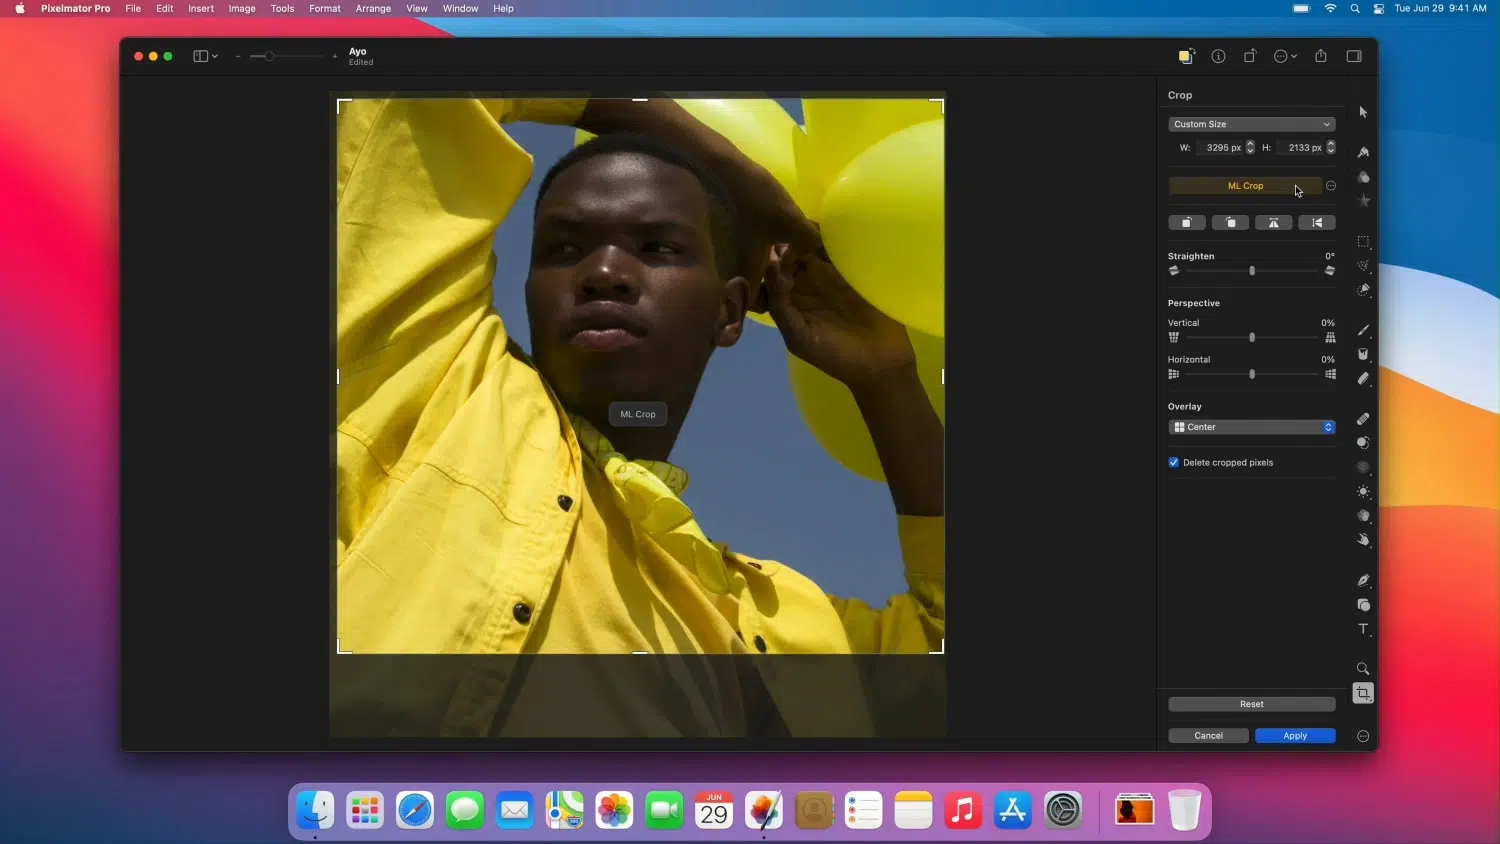 Pixelmator Pro File Edit Insert Image Tools Format Arrange View Window Help Tue Jun 29 9:41 AM
Ayo
Edited
Crop
Custom Size
W: 3295 px H: 2133 px
ML Crop
Straighten 0°
Perspective
Vertical 0%
Horizontal 0%
Overlay
ML Crop
Center
Delete cropped pixels
Reset
Cancel Apply
JUN
29